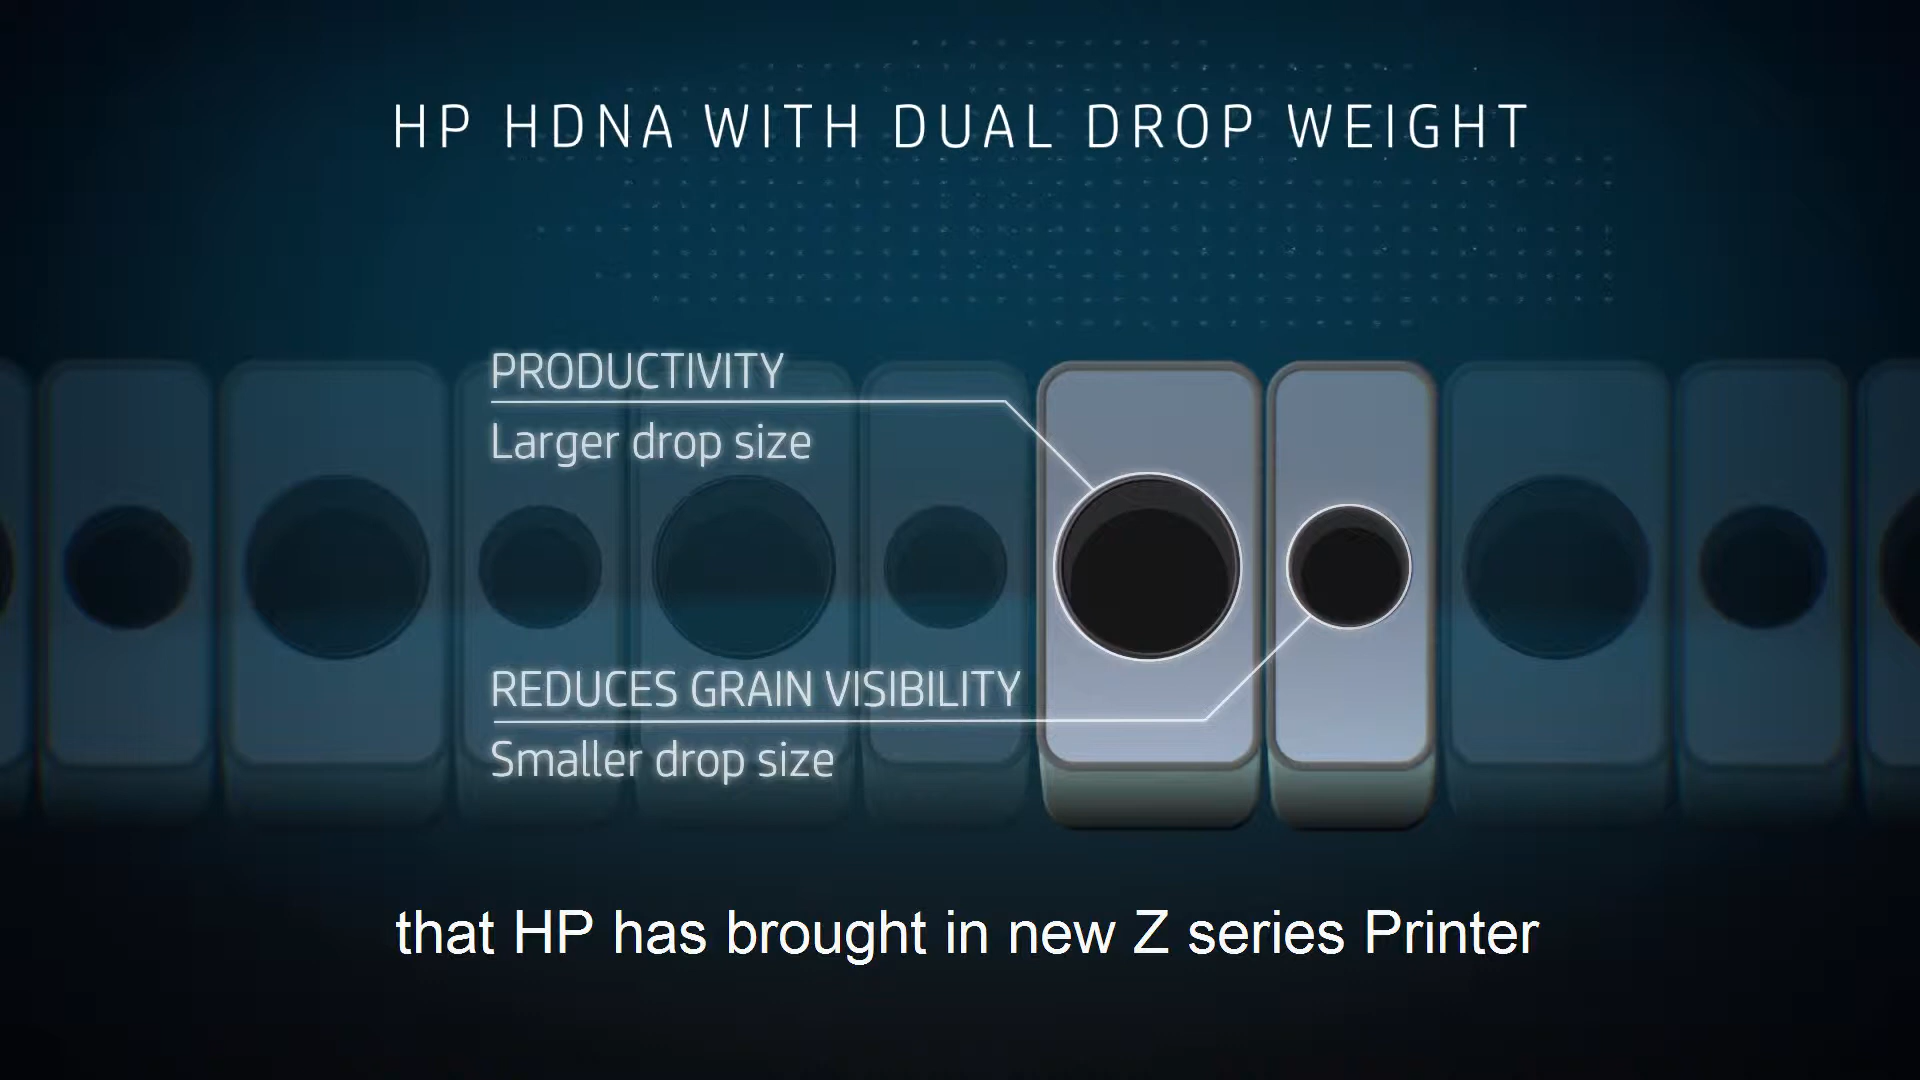 HP HDNA WITH DUAL DROP WEIGHT
PRODUCTIVITY
Larger drop size
REDUCES GRAIN VISIBILITY
Smaller drop size
that HP has brought in new Z series Printer